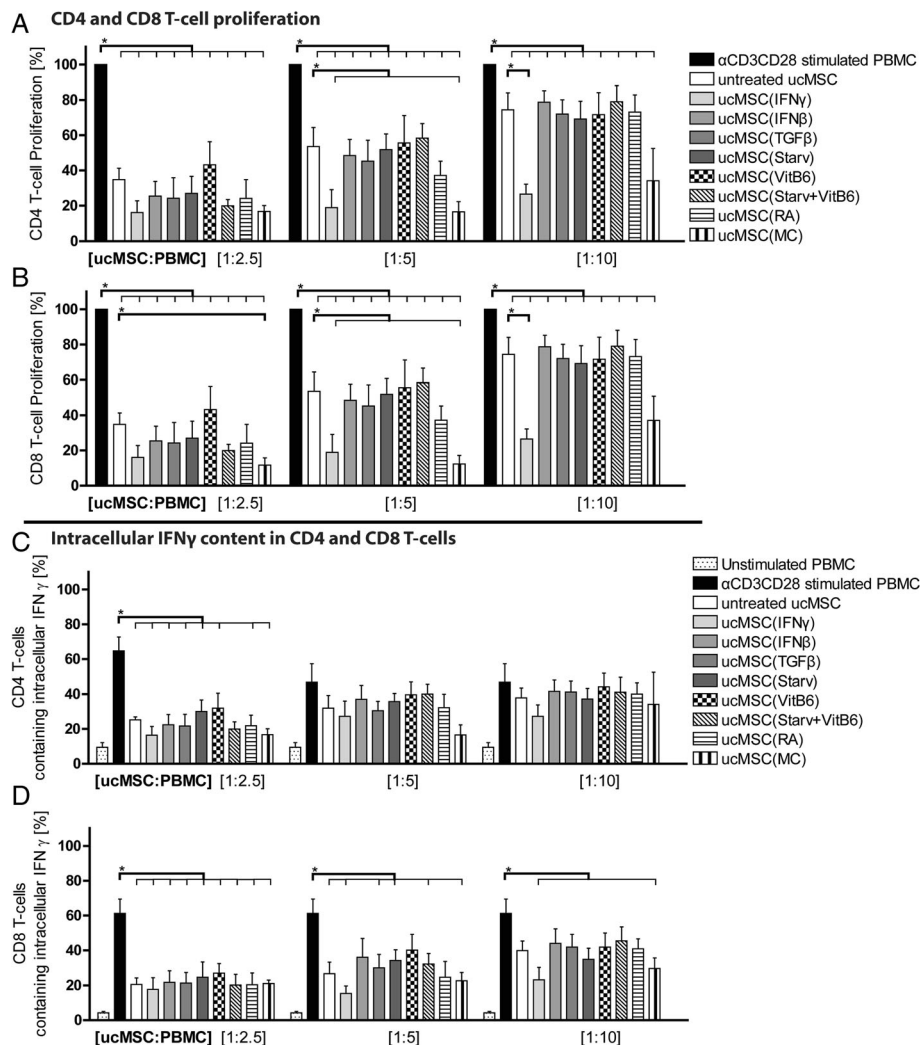 A CD4 and CD8 T-cell proliferation
CD4 T-cell Proliferation [%]
100
80
60
40
20
0
*
*
*
*
*
[ucMSC:PBMC] [1:2.5] [1:5] [1:10]
αCD3CD28 stimulated PBMC
untreated ucMSC
ucMSC(IFNγ)
ucMSC(IFNβ)
ucMSC(TGFβ)
ucMSC(Starv)
ucMSC(VitB6)
ucMSC(Starv+VitB6)
ucMSC(RA)
ucMSC(MC)
B
CD8 T-cell Proliferation [%]
100
80
60
40
20
0
*
*
*
*
*
*
[ucMSC:PBMC] [1:2.5] [1:5] [1:10]
C Intracellular IFNγ content in CD4 and CD8 T-cells
CD4 T-cells
containing intracellular IFN γ [%]
100
80
60
40
20
0
*
[ucMSC:PBMC] [1:2.5] [1:5] [1:10]
Unstimulated PBMC
αCD3CD28 stimulated PBMC
untreated ucMSC
ucMSC(IFNγ)
ucMSC(IFNβ)
ucMSC(TGFβ)
ucMSC(Starv)
ucMSC(VitB6)
ucMSC(Starv+VitB6)
ucMSC(RA)
ucMSC(MC)
D
CD8 T-cells
containing intracellular IFN γ [%]
100
80
60
40
20
0
*
*
*
[ucMSC:PBMC] [1:2.5] [1:5] [1:10]